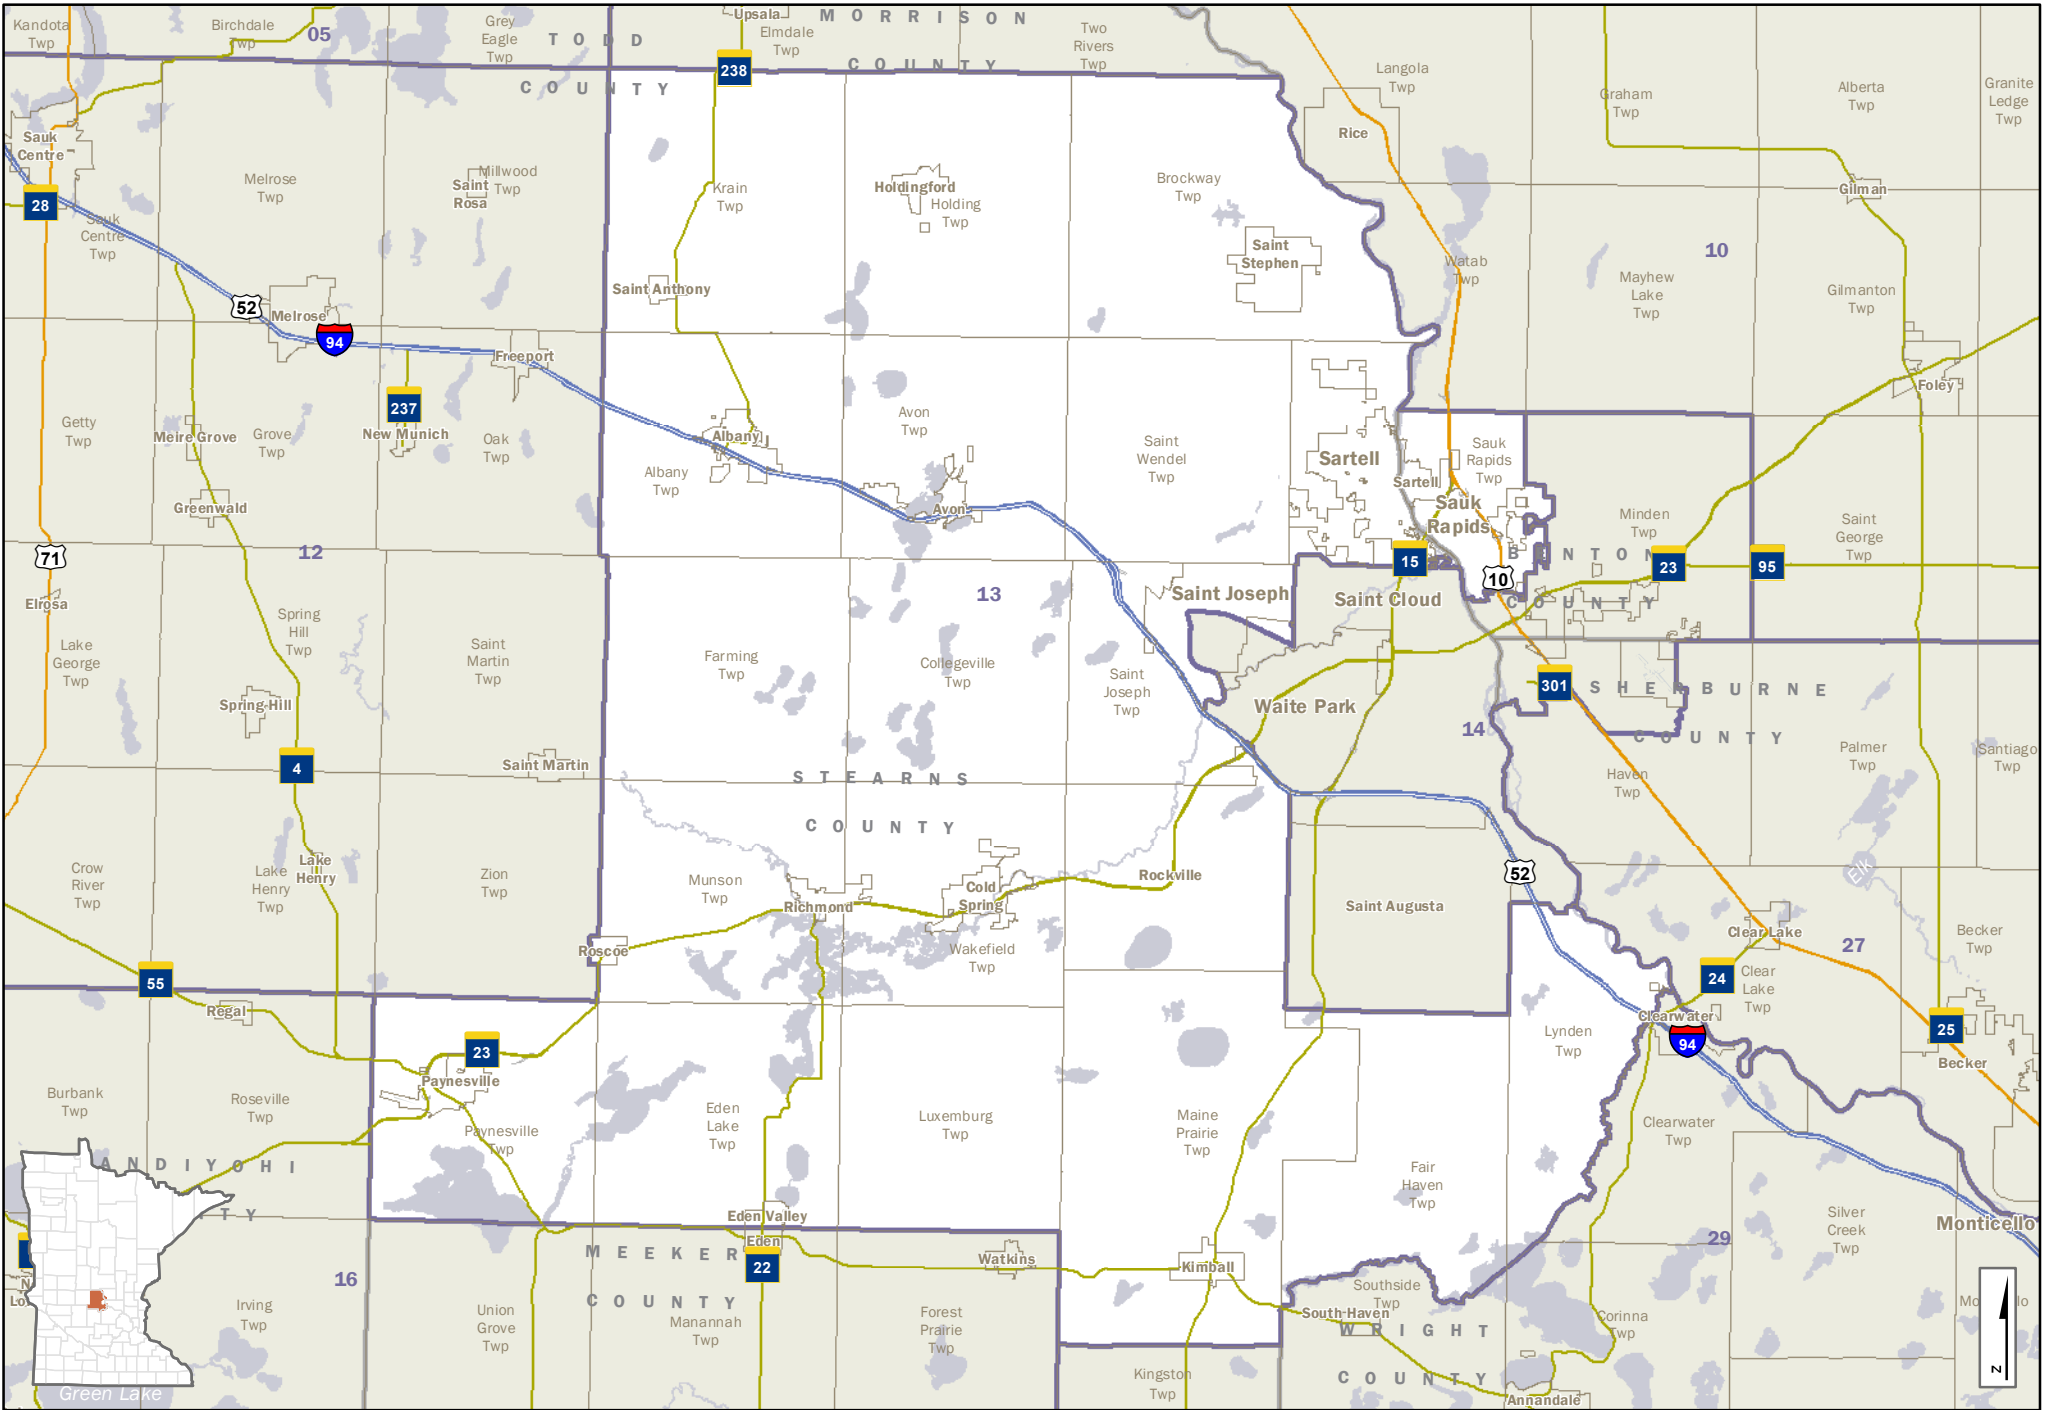 Kandota
Twp
Birchdale
Twp
05
Grey
Eagle
Twp
TODD
COUNTY
Upsala
Elmdale
Twp
MORRISON
COUNTY
Two
Rivers
Twp
238
Langola
Twp
Graham
Twp
Alberta
Twp
Granite
Ledge
Twp
Rice
Sauk
Centre
28
Sauk
Centre
Twp
Melrose
Twp
Millwood
Twp
Saint
Rosa
Krain
Twp
Holdingford
Holding
Twp
Brockway
Twp
Saint
Stephen
Gilman
10
Watab
Twp
Mayhew
Lake
Twp
Gilmanton
Twp
52
Melrose
94
Saint Anthony
Freeport
237
New Munich
Getty
Twp
Meire Grove
Grove
Twp
Oak
Twp
Albany
Albany
Twp
Avon
Twp
Avon
Saint
Wendel
Twp
Sartell
Sartell
Sauk
Rapids
Twp
Sauk
Rapids
Foley
Minden
Twp
Saint
George
Twp
Greenwald
12
71
Elrosa
15
10
BENTON
COUNTY
23
95
13
Saint Joseph
Saint Cloud
Lake
George
Twp
Spring
Hill
Twp
Saint
Martin
Twp
Farming
Twp
Collegeville
Twp
Saint
Joseph
Twp
Waite Park
14
301
SHERBURNE
COUNTY
Spring Hill
4
Saint Martin
STEARNS
COUNTY
Haven
Twp
Palmer
Twp
Santiago
Twp
Crow
River
Twp
Lake
Henry
Twp
Lake
Henry
Zion
Twp
Munson
Twp
Richmond
Cold
Spring
Rockville
Wakefield
Twp
Saint Augusta
52
Elk
Clear Lake
27
Becker
Twp
Roscoe
55
Regal
24
Clear
Lake
Twp
Clearwater
94
25
Becker
Lynden
Twp
23
Paynesville
Paynesville
Twp
Burbank
Twp
Roseville
Twp
Eden
Lake
Twp
Luxemburg
Twp
Maine
Prairie
Twp
Fair
Haven
Twp
Clearwater
Twp
ANDIYOHI
TY
Silver
Creek
Twp
Monticello
29
Eden Valley
Eden
22
MEEKER
COUNTY
Watkins
Kimball
16
Irving
Twp
Union
Grove
Twp
Manannah
Twp
Forest
Prairie
Twp
Southside
Twp
South Haven
WRIGHT
COUNTY
Corinna
Twp
Kingston
Twp
Annandale
Green Lake
N